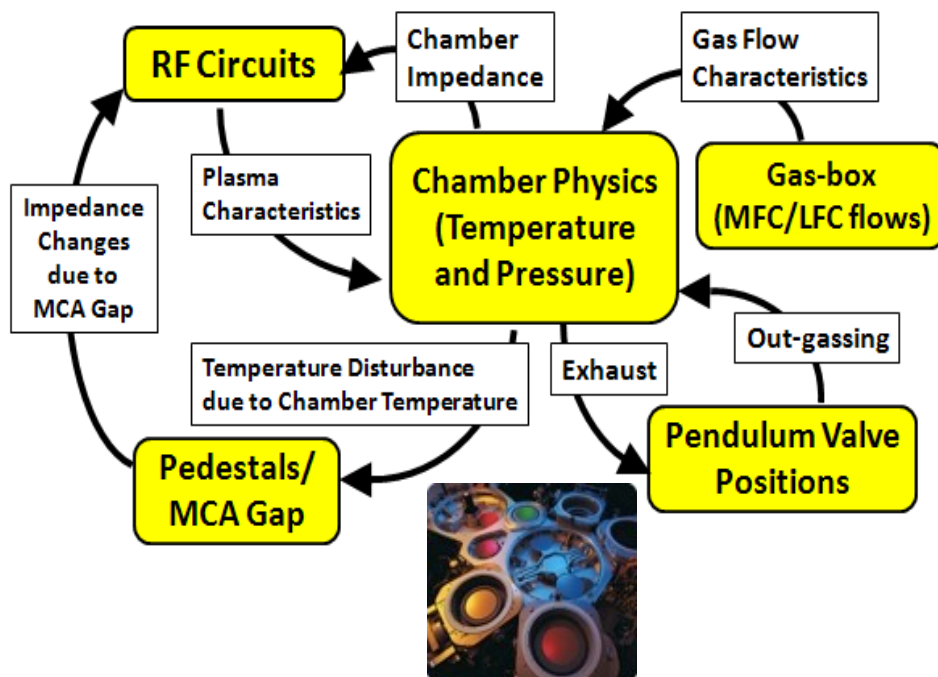 RF Circuits
Chamber
Impedance
Gas Flow
Characteristics
Plasma
Characteristics
Chamber Physics
(Temperature
and Pressure)
Gas-box
(MFC/LFC flows)
Impedance
Changes
due to
MCA Gap
Temperature Disturbance
due to Chamber Temperature
Exhaust
Out-gassing
Pedestals/
MCA Gap
Pendulum Valve
Positions